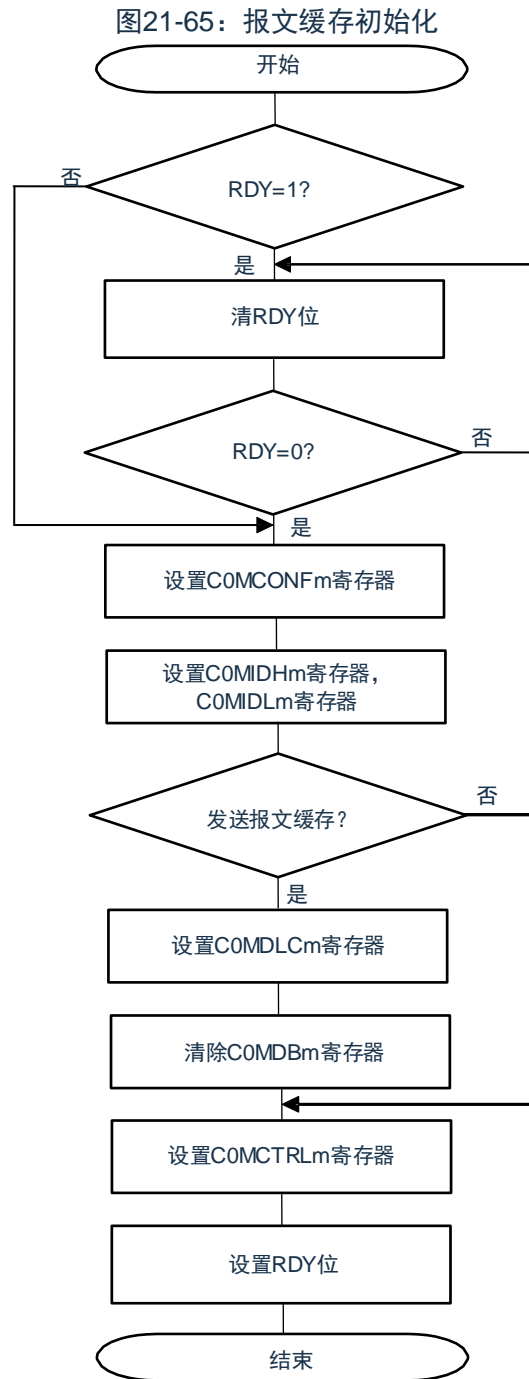 图21-65：报文缓存初始化
开始
否
RDY=1?
是
清RDY位
RDY=0?
否
是
设置C0MCONFm寄存器
设置C0MIDHm寄存器，
C0MIDLm寄存器
发送报文缓存？
否
是
设置C0MDLCm寄存器
清除C0MDBm寄存器
设置C0MCTRLm寄存器
设置RDY位
结束